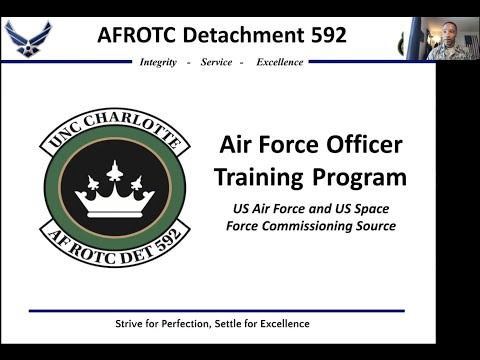 AFROTC Detachment 592
Integrity - Service - Excellence
UNC CHARLOTTE
AF ROTC DET 592
Air Force Officer
Training Program
US Air Force and US Space
Force Commissioning Source
Strive for Perfection, Settle for Excellence